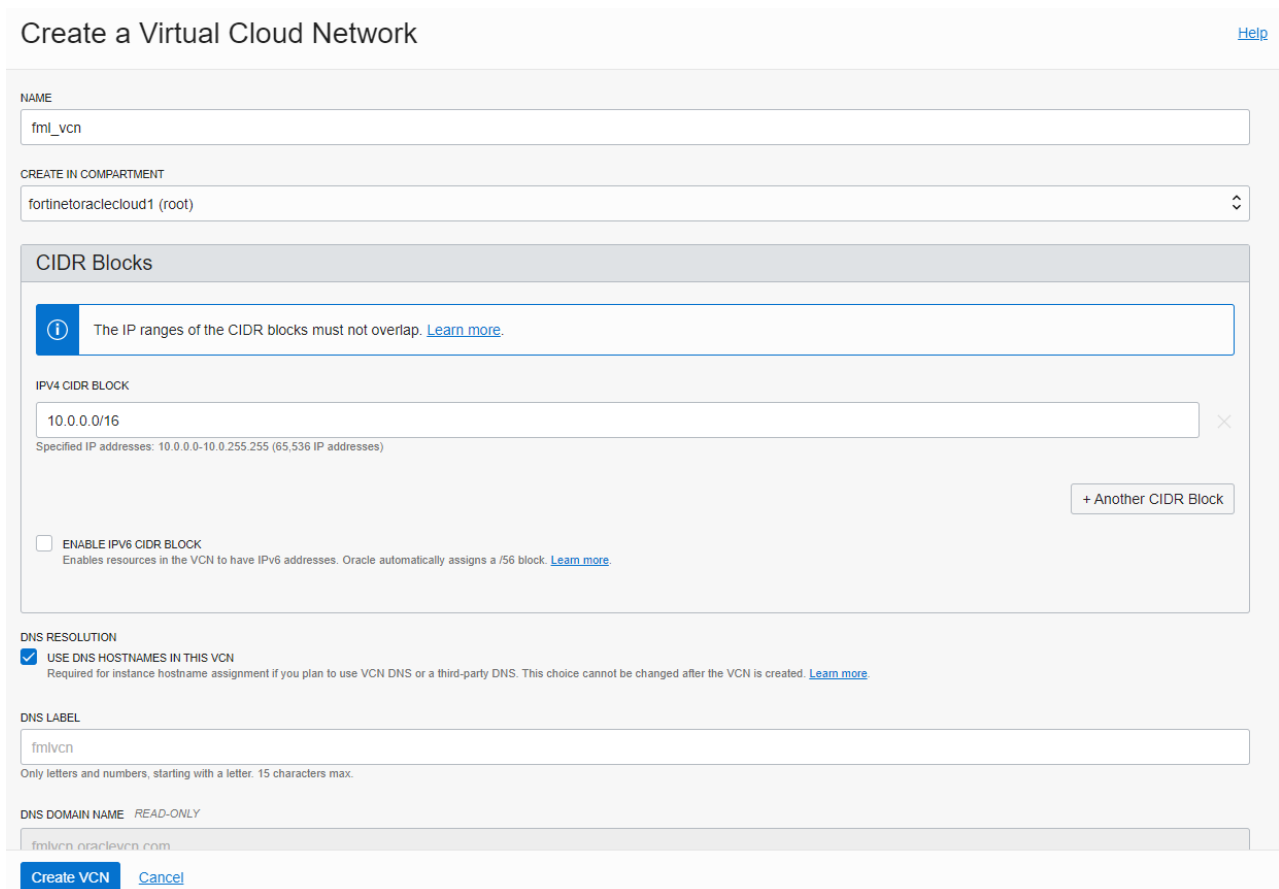 Create a Virtual Cloud Network
Help
NAME
fml_vcn
CREATE IN COMPARTMENT
fortinetoraclecloud1 (root)
CIDR Blocks
The IP ranges of the CIDR blocks must not overlap. Learn more.
IPV4 CIDR BLOCK
10.0.0.0/16
Specified IP addresses: 10.0.0.0-10.0.255.255 (65,536 IP addresses)
+ Another CIDR Block
ENABLE IPV6 CIDR BLOCK
Enables resources in the VCN to have IPv6 addresses. Oracle automatically assigns a /56 block. Learn more.
DNS RESOLUTION
USE DNS HOSTNAMES IN THIS VCN
Required for instance hostname assignment if you plan to use VCN DNS or a third-party DNS. This choice cannot be changed after the VCN is created. Learn more.
DNS LABEL
fmlvcn
Only letters and numbers, starting with a letter. 15 characters max.
DNS DOMAIN NAME READ-ONLY
fmlvcn.oraclevcn.com
Create VCN Cancel